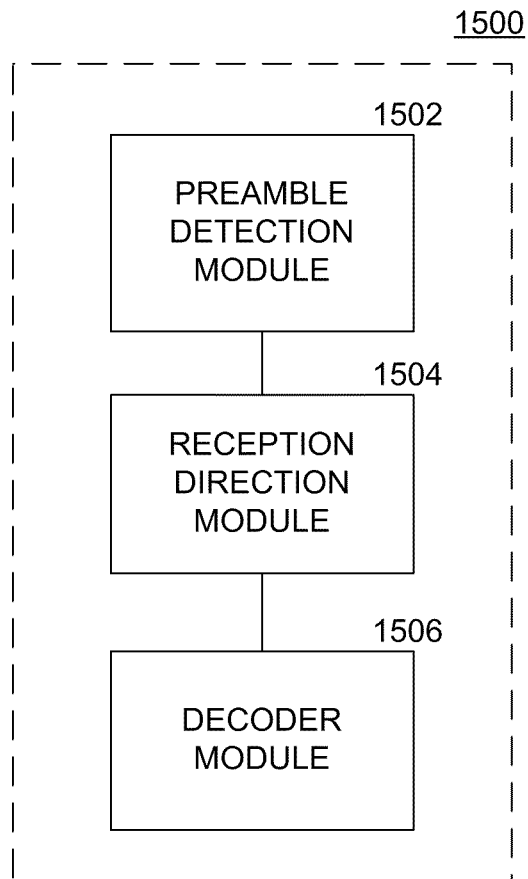 1500
1502
PREAMBLE
DETECTION
MODULE
1504
RECEPTION
DIRECTION
MODULE
1506
DECODER
MODULE